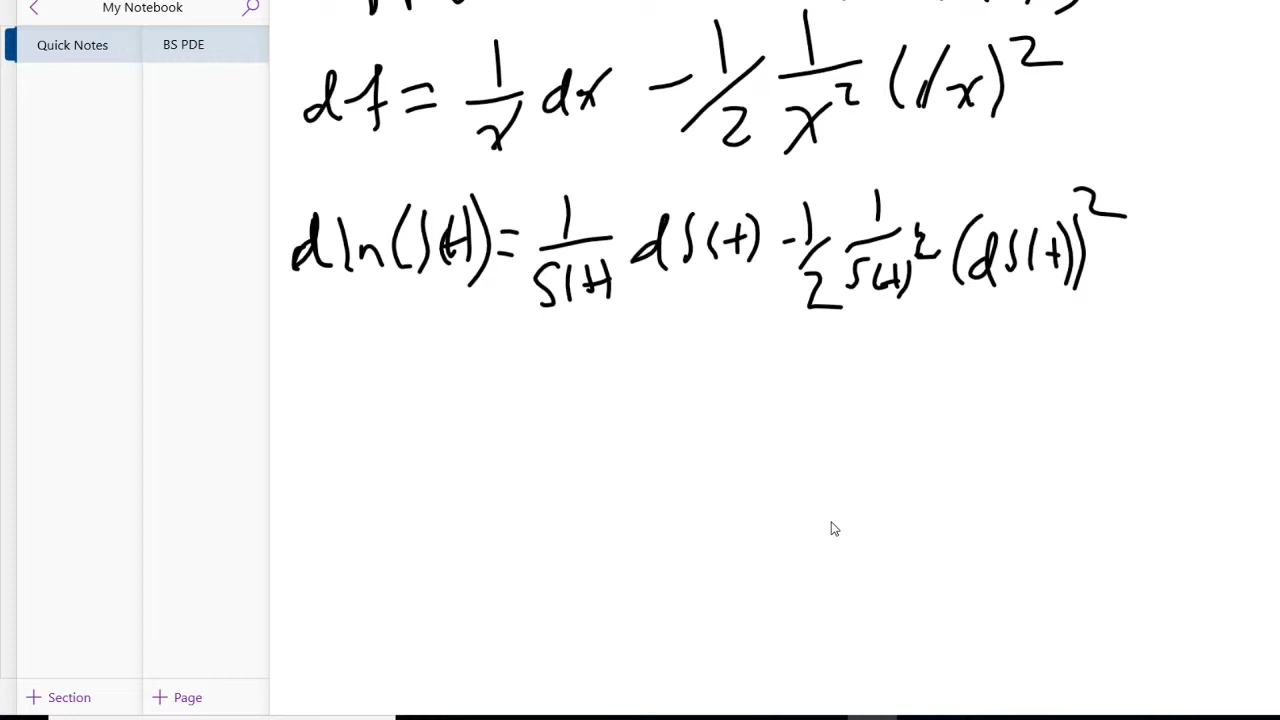 My Notebook
Quick Notes
BS PDE
df = 1/x dx - 1/2 1/x² (dx)²
d ln(S(t)) = 1/S(t) dS(t) - 1/2 1/S(t)² (dS(t))²
+ Section
+ Page